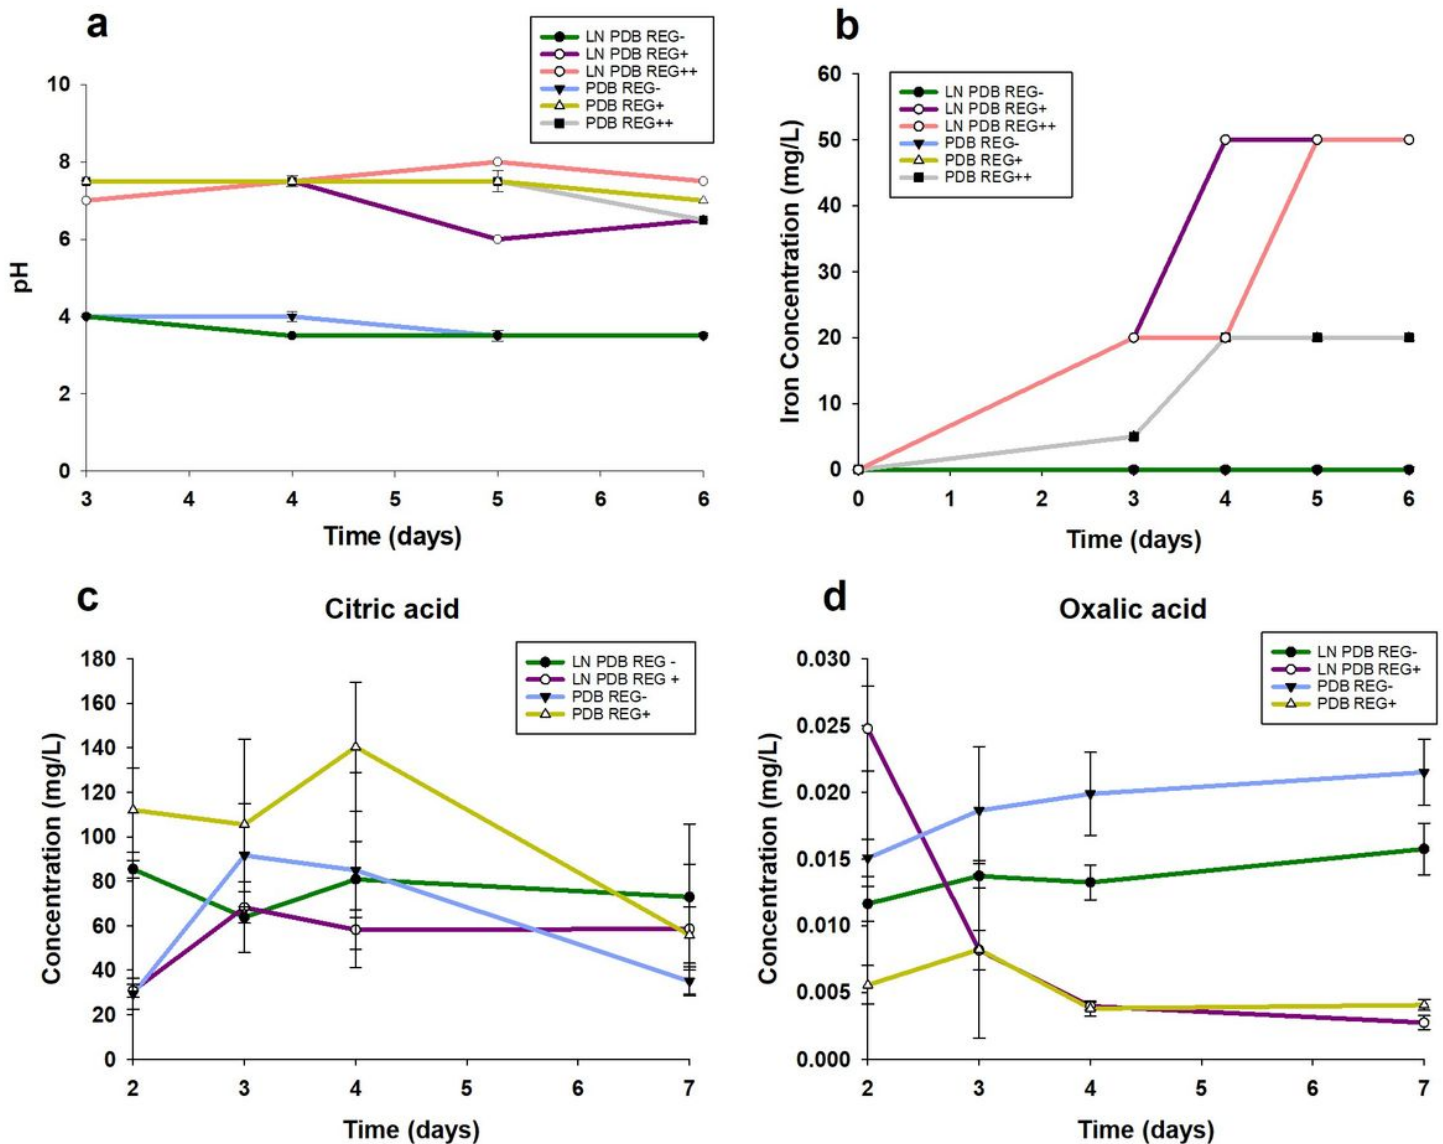 a
LN PDB REG-
LN PDB REG+
LN PDB REG++
PDB REG-
PDB REG+
PDB REG++
10
8
6
4
2
0
pH
3
4
4
5
5
6
6
Time (days)
b
LN PDB REG-
LN PDB REG+
LN PDB REG++
PDB REG-
PDB REG+
PDB REG++
60
50
40
30
20
10
0
Iron Concentration (mg/L)
0
1
2
3
4
5
6
Time (days)
c
Citric acid
LN PDB REG -
LN PDB REG +
PDB REG-
PDB REG+
180
160
140
120
100
80
60
40
20
0
Concentration (mg/L)
2
3
4
5
6
7
Time (days)
d
Oxalic acid
LN PDB REG-
LN PDB REG+
PDB REG-
PDB REG+
0.030
0.025
0.020
0.015
0.010
0.005
0.000
Concentration (mg/L)
2
3
4
5
6
7
Time (days)